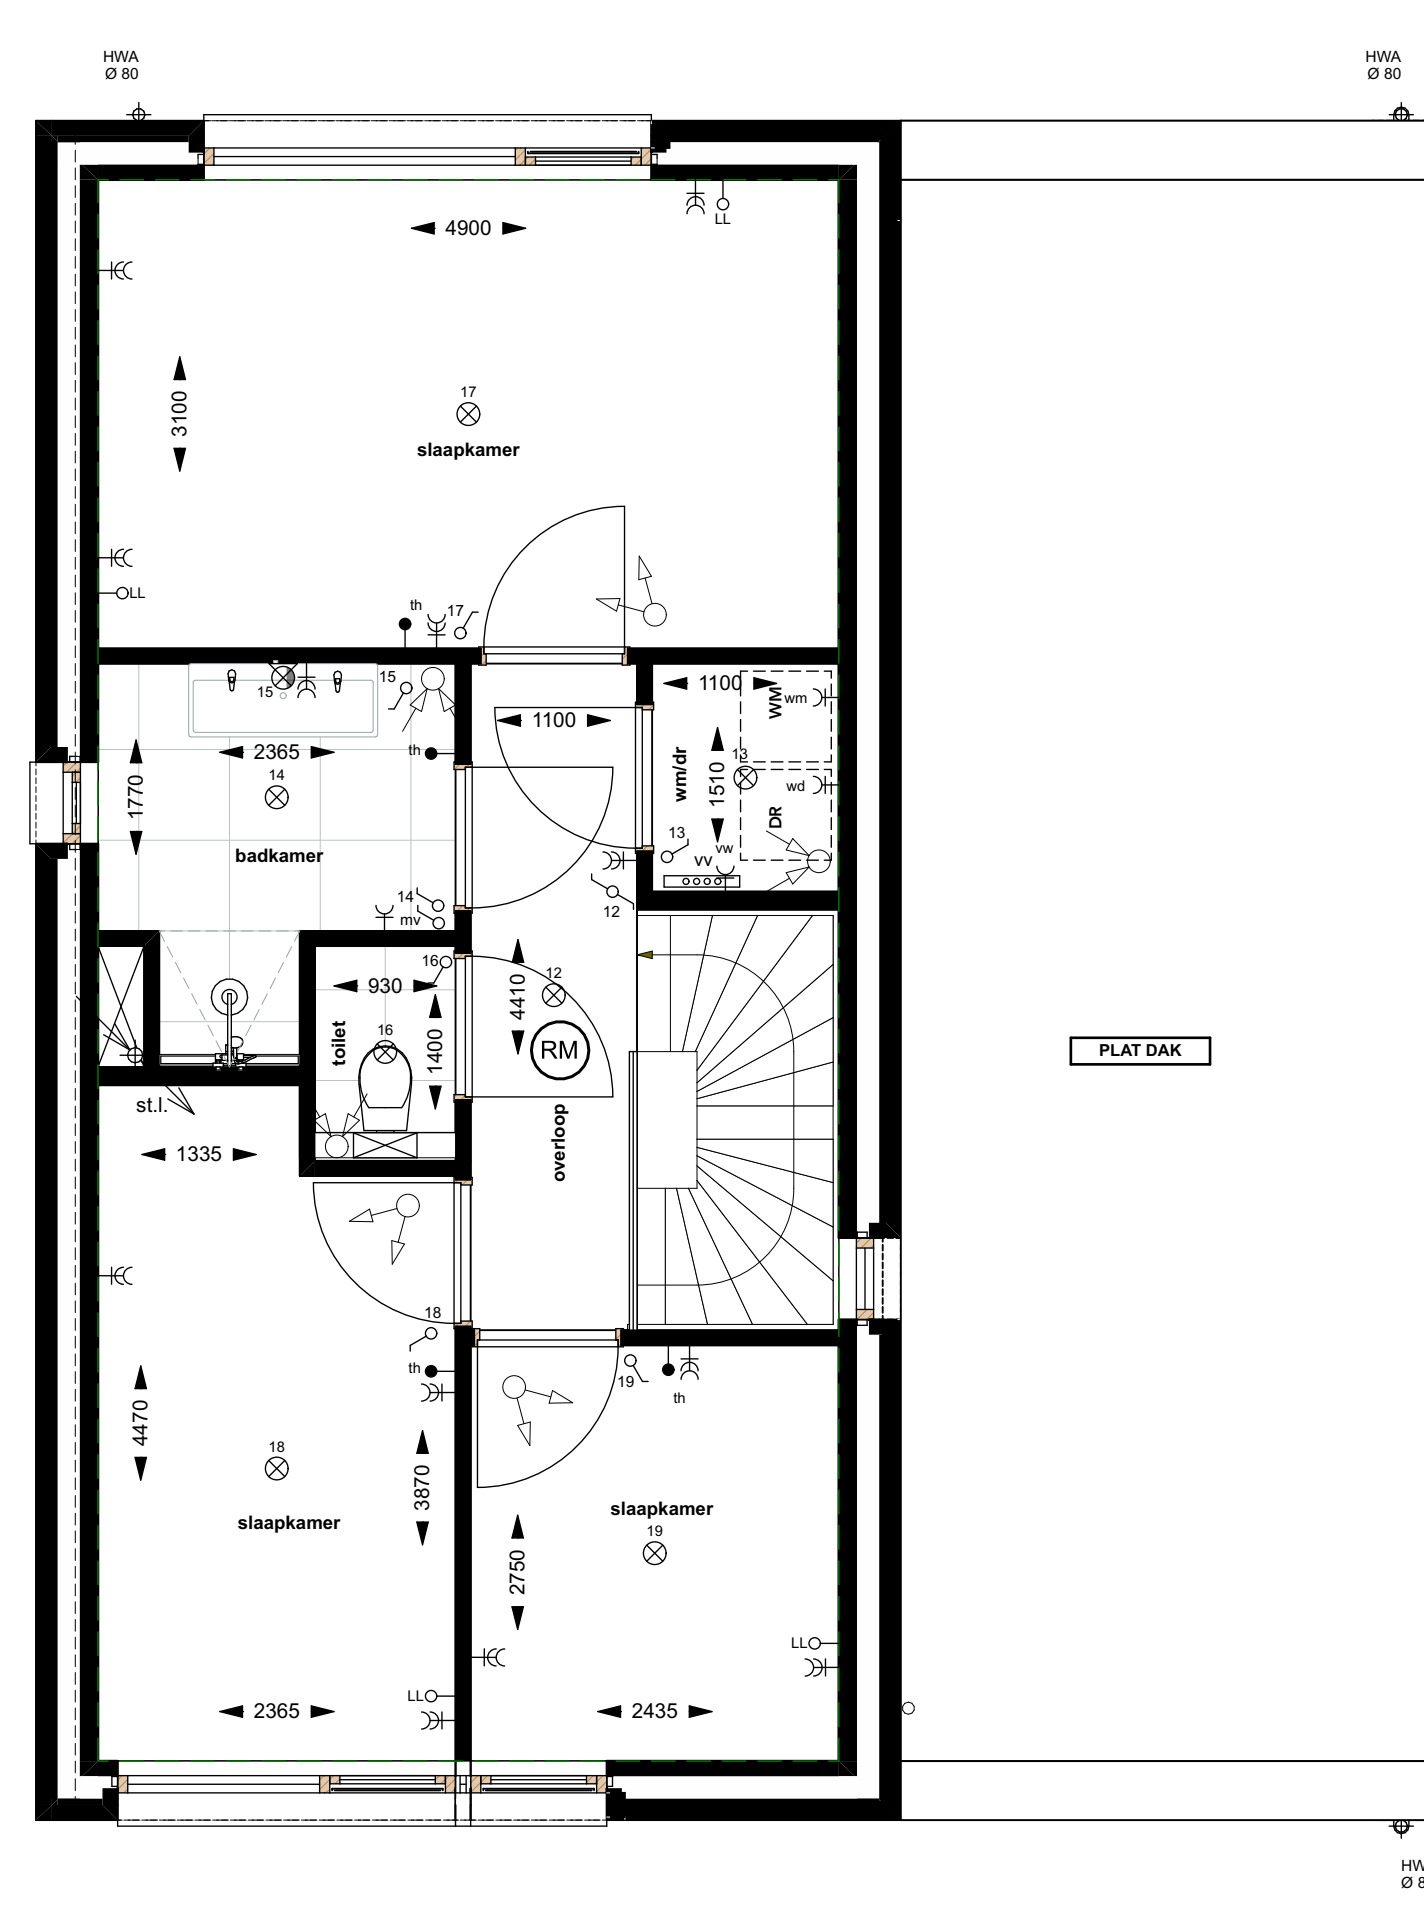 HWA
Ø 80
HWA
Ø 80
LL
4900
3100
17
slaapkamer
LL
th
17
15
15
1100
WM
wm
1100
th
2365
14
1770
wm/dr
1510
13
wd
DR
badkamer
13
vw
VV
14
mv
12
16
930
4410
12
toilet
16
1400
RM
PLAT DAK
st.l.
overloop
1335
18
th
19
th
4470
3870
18
slaapkamer
slaapkamer
19
2750
LL
LL
2365
2435
HW
Ø 8